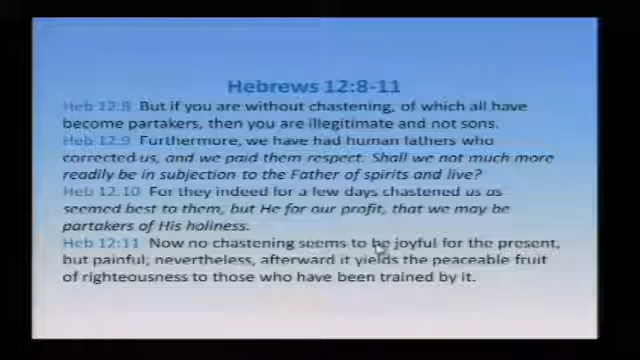 Hebrews 12:8-11
Heb 12:8 But if you are without chastening, of which all have
become partakers, then you are illegitimate and not sons.
Heb 12:9 Furthermore, we have had human fathers who
corrected us, and we paid them respect. Shall we not much more
readily be in subjection to the Father of spirits and live?
Heb 12:10 For they indeed for a few days chastened us as
seemed best to them, but He for our profit, that we may be
partakers of His holiness.
Heb 12:11 Now no chastening seems to be joyful for the present,
but painful; nevertheless, afterward it yields the peaceable fruit
of righteousness to those who have been trained by it.